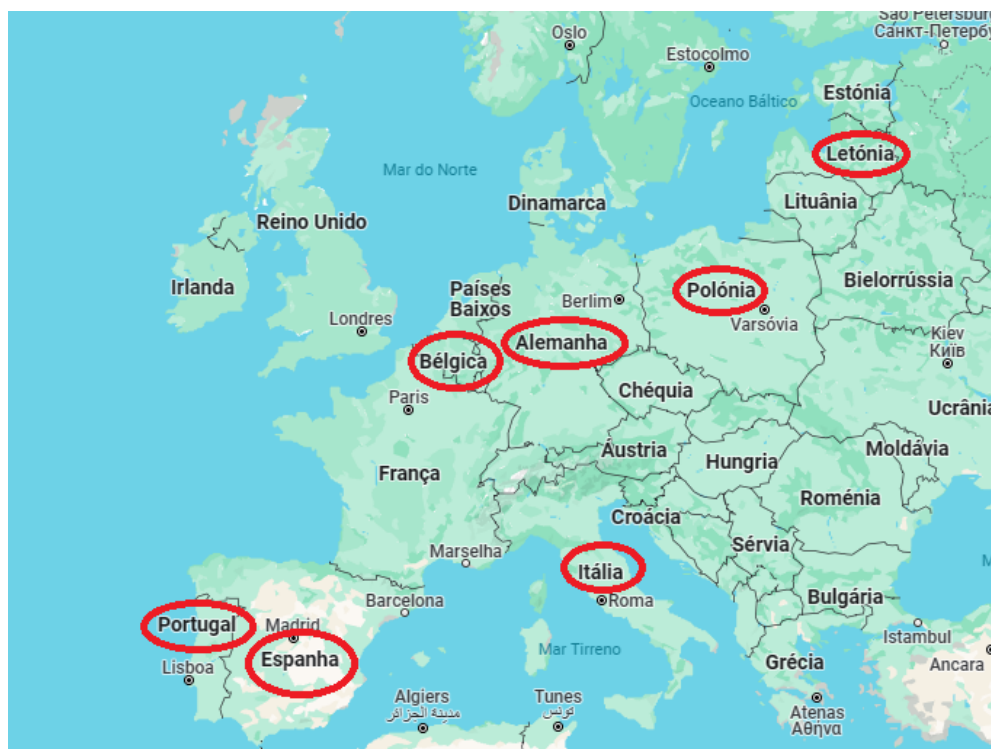 São Petersburg
Санкт-Петербу
Oslo
Estocolmo
Estónia
Oceano Báltico
Letónia
Mar do Norte
Dinamarca
Lituânia
Reino Unido
Bielorrússia
Irlanda
Países
Baixos
Berlim
Polónia
Varsóvia
Londres
Kiev
Київ
Alemanha
Bélgica
Chéquia
Paris
Ucrânia
Áustria
Moldávia
Hungria
França
Roménia
Croácia
Sérvia
Marselha
Itália
Bulgária
Roma
Barcelona
Portugal
Madrid
Istambul
Mar Tirreno
Espanha
Grécia
Ancara
Lisboa
Algiers
مدينة الجزائر
Tunes
تونس
Atenas
Αθήνα